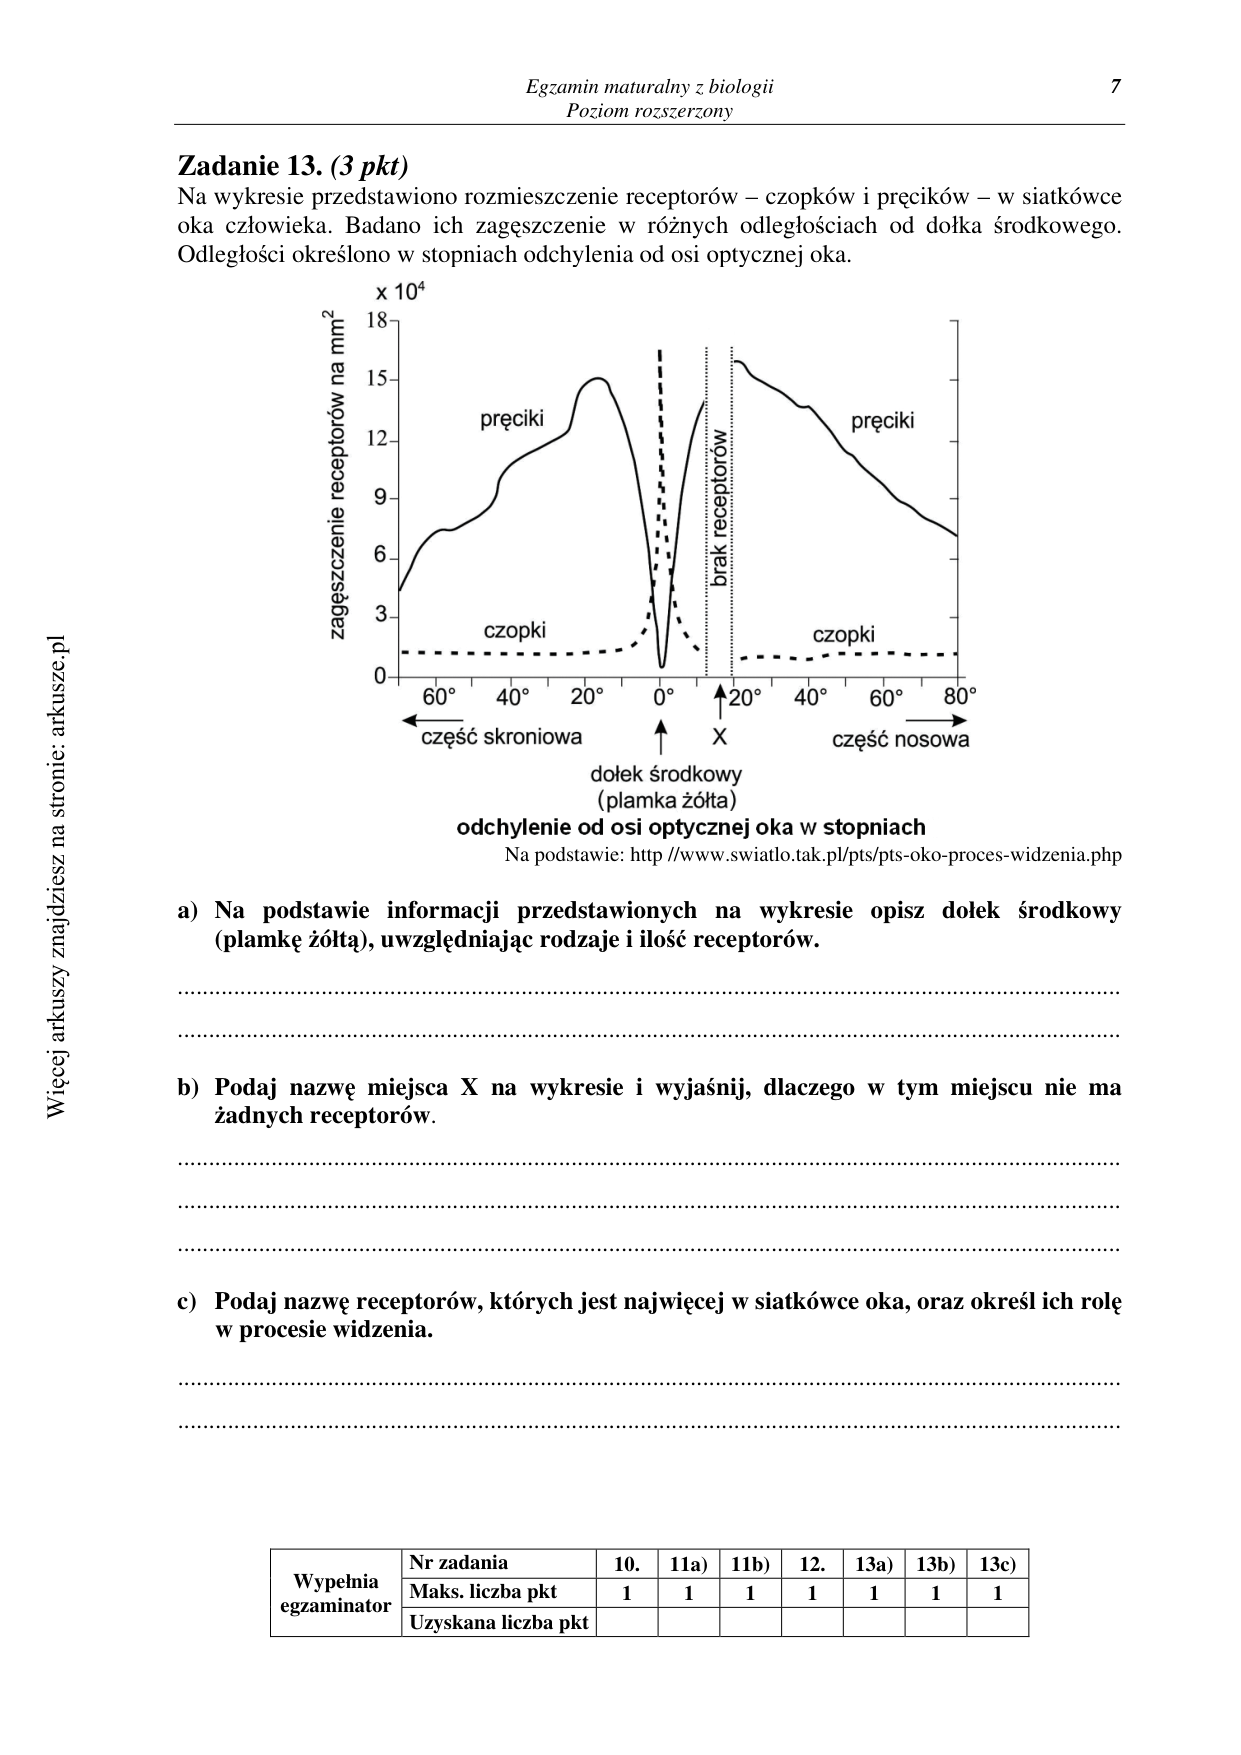 Egzamin maturalny z biologii
7
Poziom rozszerzony
Zadanie 13. (3 pkt)
Na wykresie przedstawiono rozmieszczenie receptorów – czopków i pręcików – w siatkówce
oka człowieka. Badano ich zagęszczenie w różnych odległościach od dołka środkowego.
Odległości określono w stopniach odchylenia od osi optycznej oka.
x 10⁴
zagęszczenie receptorów na mm²
18
15
12
9
6
3
0
pręciki
pręciki
brak receptorów
czopki
czopki
60° 40° 20° 0° 20° 40° 60° 80°
część skroniowa
X
część nosowa
dołek środkowy
(plamka żółta)
odchylenie od osi optycznej oka w stopniach
Na podstawie: http //www.swiatlo.tak.pl/pts/pts-oko-proces-widzenia.php
a) Na podstawie informacji przedstawionych na wykresie opisz dołek środkowy
(plamkę żółtą), uwzględniając rodzaje i ilość receptorów.
b) Podaj nazwę miejsca X na wykresie i wyjaśnij, dlaczego w tym miejscu nie ma
żadnych receptorów.
c) Podaj nazwę receptorów, których jest najwięcej w siatkówce oka, oraz określ ich rolę
w procesie widzenia.
Wypełnia
egzaminator
Nr zadania 10. 11a) 11b) 12. 13a) 13b) 13c)
Maks. liczba pkt 1 1 1 1 1 1 1
Uzyskana liczba pkt
Więcej arkuszy znajdziesz na stronie: arkusze.pl